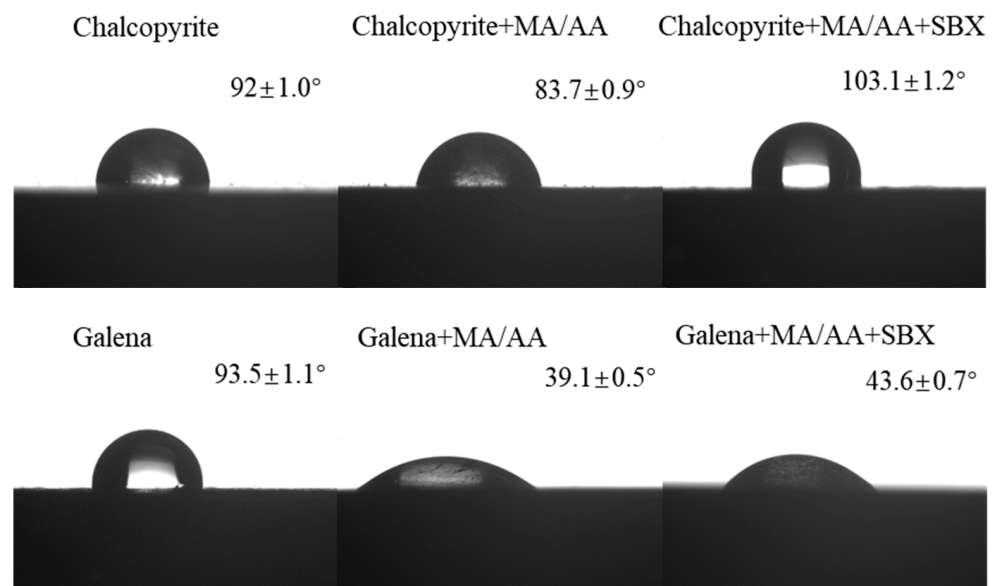 Chalcopyrite
92±1.0°
Chalcopyrite+MA/AA
83.7±0.9°
Chalcopyrite+MA/AA+SBX
103.1±1.2°
Galena
93.5±1.1°
Galena+MA/AA
39.1±0.5°
Galena+MA/AA+SBX
43.6±0.7°